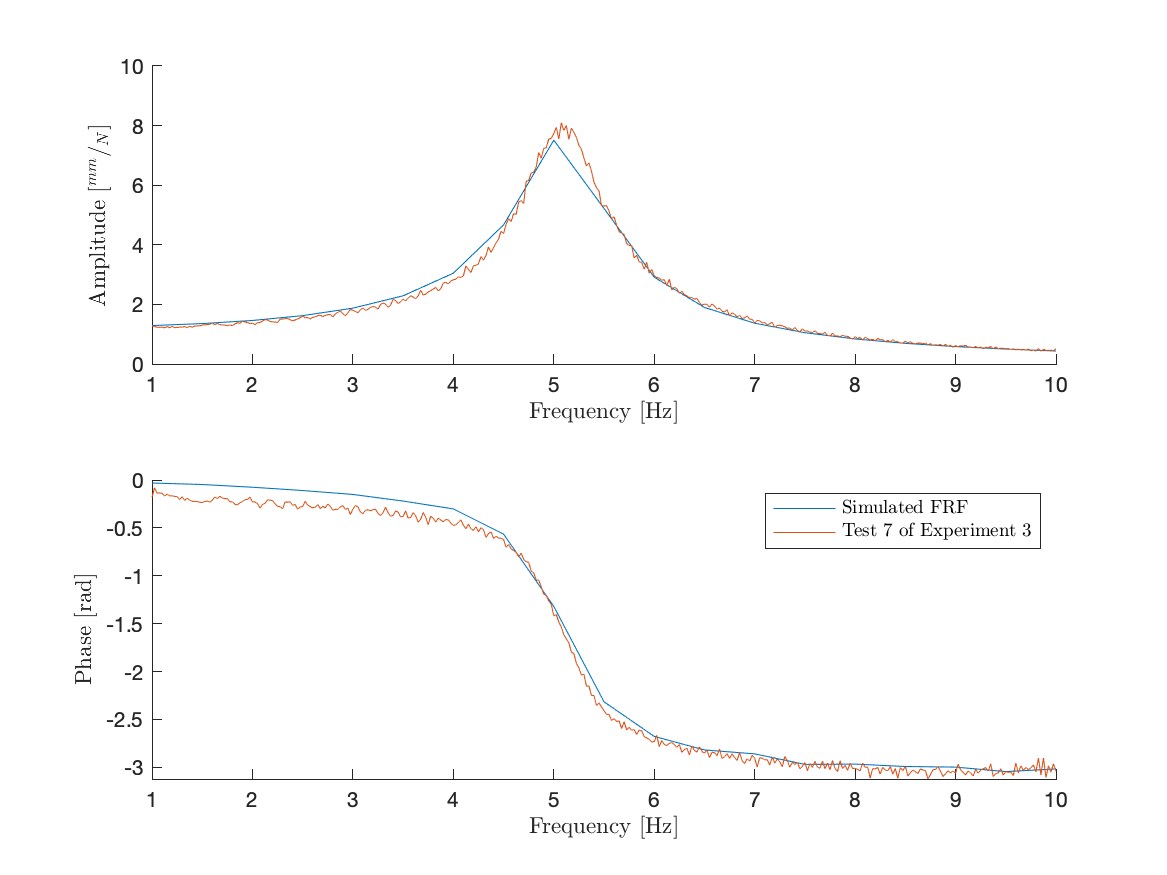 10
8
6
4
2
0
Amplitude [mm/N]
1 2 3 4 5 6 7 8 9 10
Frequency [Hz]
0
-0.5
-1
-1.5
-2
-2.5
-3
Phase [rad]
Simulated FRF
Test 7 of Experiment 3
1 2 3 4 5 6 7 8 9 10
Frequency [Hz]